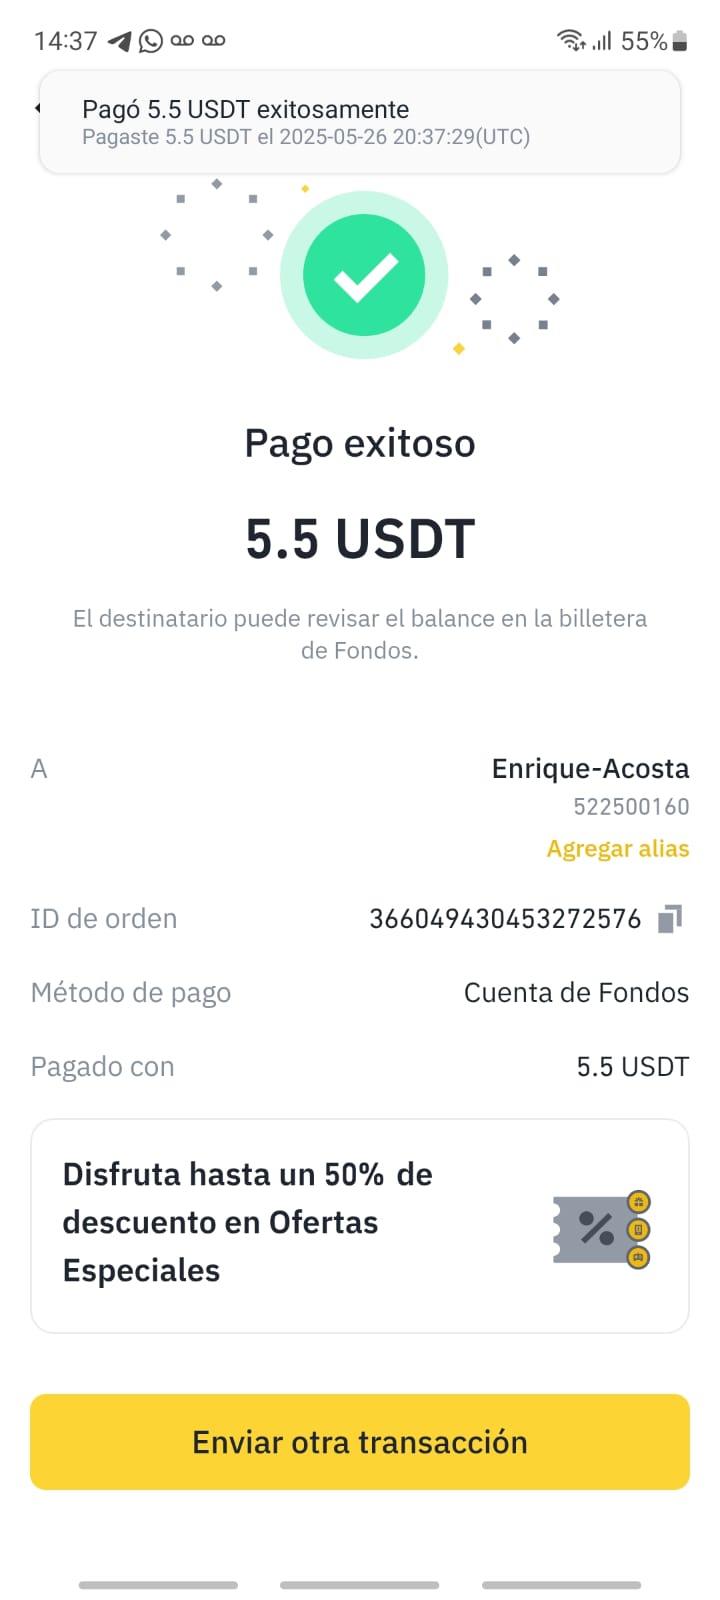 14:37
55%
Pagó 5.5 USDT exitosamente
Pagaste 5.5 USDT el 2025-05-26 20:37:29(UTC)
Pago exitoso
5.5 USDT
El destinatario puede revisar el balance en la billetera
de Fondos.
A
Enrique-Acosta
522500160
Agregar alias
ID de orden
366049430453272576
Método de pago
Cuenta de Fondos
Pagado con
5.5 USDT
Disfruta hasta un 50% de
descuento en Ofertas
Especiales
%
Enviar otra transacción